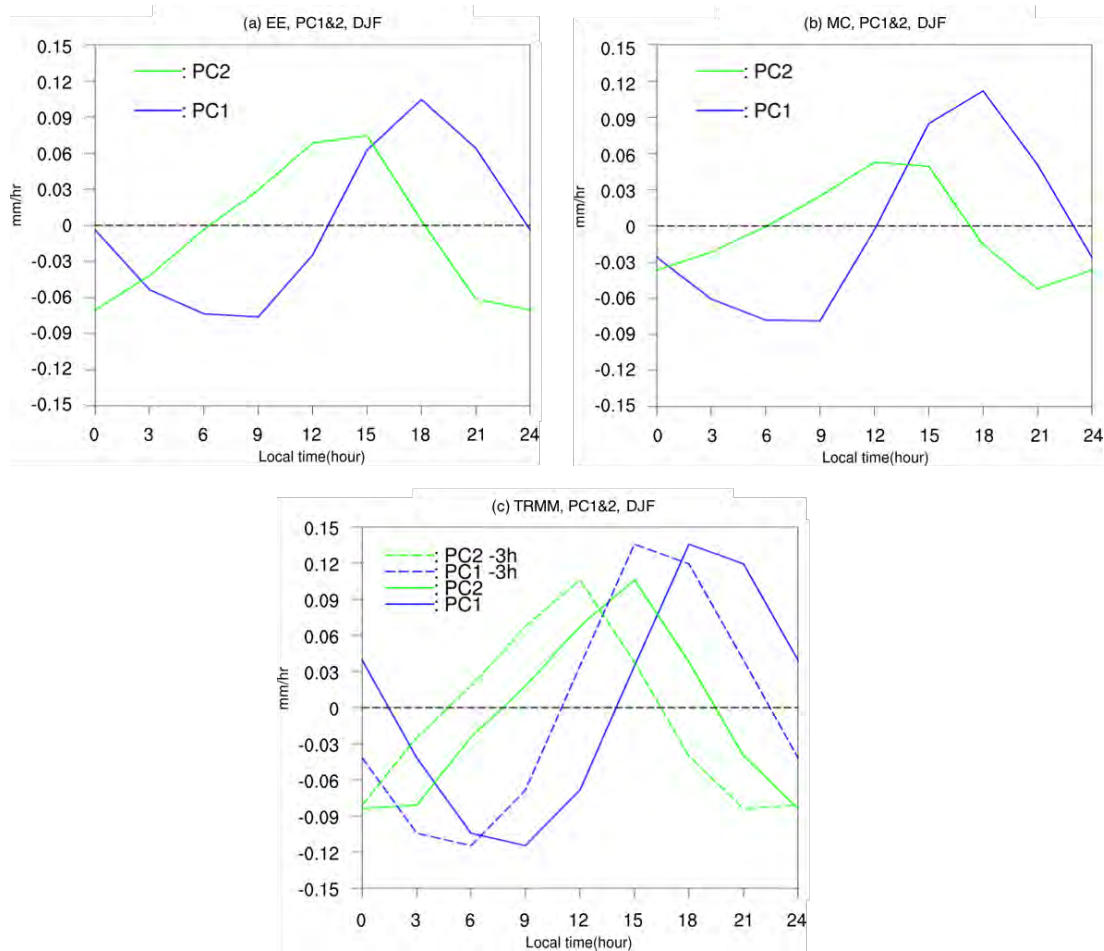 (a) EE, PC1&2, DJF
0.15
0.12
0.09
0.06
0.03
0
-0.03
-0.06
-0.09
-0.12
-0.15
mm/hr
: PC2
: PC1
0 3 6 9 12 15 18 21 24
Local time(hour)
(b) MC, PC1&2, DJF
0.15
0.12
0.09
0.06
0.03
0
-0.03
-0.06
-0.09
-0.12
-0.15
mm/hr
: PC2
: PC1
0 3 6 9 12 15 18 21 24
Local time(hour)
(c) TRMM, PC1&2, DJF
0.15
0.12
0.09
0.06
0.03
0
-0.03
-0.06
-0.09
-0.12
-0.15
mm/hr
: PC2 -3h
: PC1 -3h
: PC2
: PC1
0 3 6 9 12 15 18 21 24
Local time(hour)